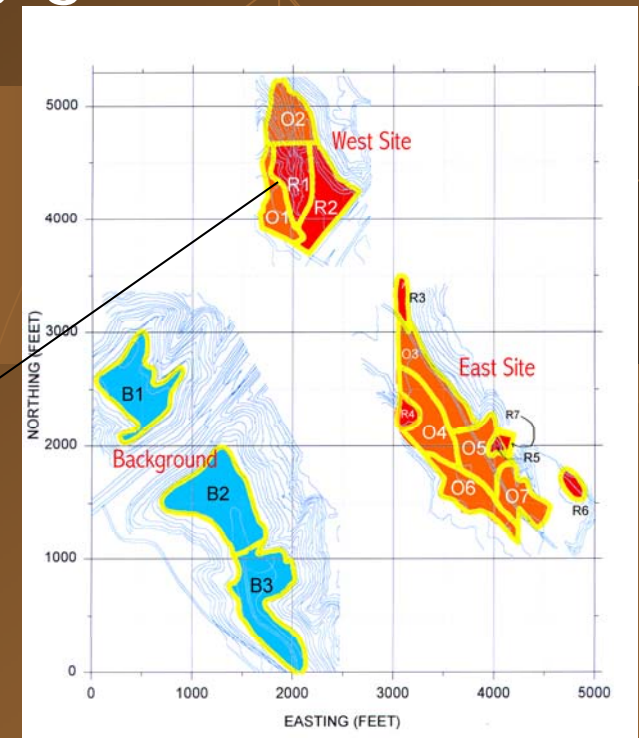 5000
O2
West Site
R1
R2
4000
O1
R3
3000
O3
East Site
B1
R4
R7
2000
O4
O5
R5
Background
B2
O6
O7
R6
1000
B3
0
0
1000
2000
3000
4000
5000
NORTHING (FEET)
EASTING (FEET)